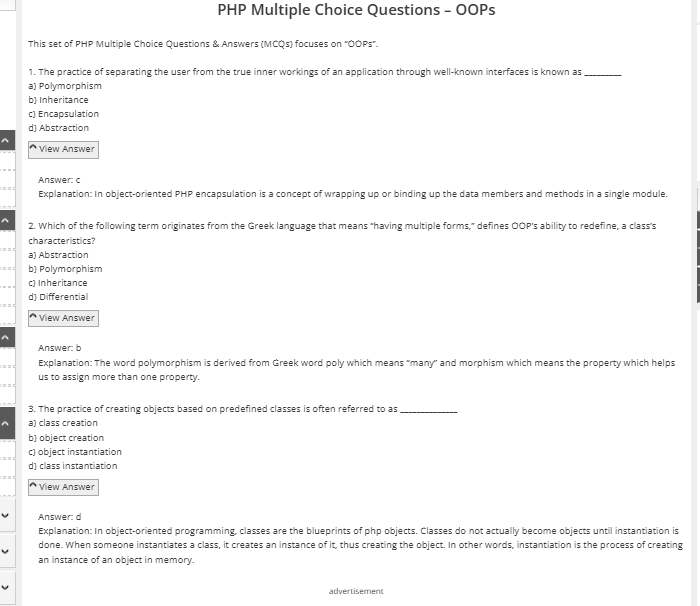 PHP Multiple Choice Questions – OOPs
This set of PHP Multiple Choice Questions & Answers (MCQs) focuses on “OOPs”.
1. The practice of separating the user from the true inner workings of an application through well-known interfaces is known as _________
a) Polymorphism
b) Inheritance
c) Encapsulation
d) Abstraction
View Answer
Answer: c
Explanation: In object-oriented PHP encapsulation is a concept of wrapping up or binding up the data members and methods in a single module.
2. Which of the following term originates from the Greek language that means “having multiple forms,” defines OOP’s ability to redefine, a class’s
characteristics?
a) Abstraction
b) Polymorphism
c) Inheritance
d) Differential
View Answer
Answer: b
Explanation: The word polymorphism is derived from Greek word poly which means “many” and morphism which means the property which helps
us to assign more than one property.
3. The practice of creating objects based on predefined classes is often referred to as ______________
a) class creation
b) object creation
c) object instantiation
d) class instantiation
View Answer
Answer: d
Explanation: In object-oriented programming, classes are the blueprints of php objects. Classes do not actually become objects until instantiation is
done. When someone instantiates a class, it creates an instance of it, thus creating the object. In other words, instantiation is the process of creating
an instance of an object in memory.
advertisement